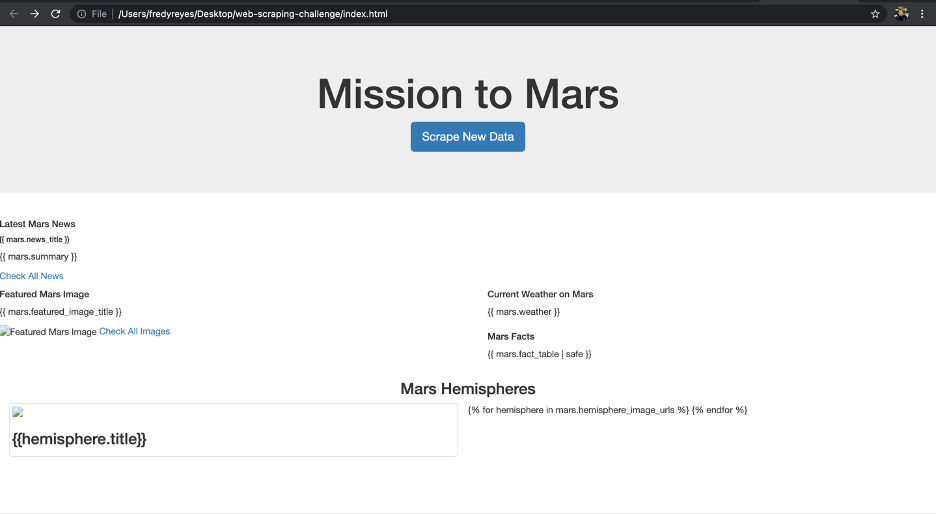 File | /Users/fredyreyes/Desktop/web-scraping-challenge/index.html
Mission to Mars
Scrape New Data
Latest Mars News
{{ mars.news_title }}
{{ mars.summary }}
Check All News
Featured Mars Image
{{ mars.featured_image_title }}
Featured Mars Image Check All Images
Current Weather on Mars
{{ mars.weather }}
Mars Facts
{{ mars.fact_table | safe }}
Mars Hemispheres
{{hemisphere.title}}
{% for hemisphere in mars.hemisphere_image_urls %} {% endfor %}